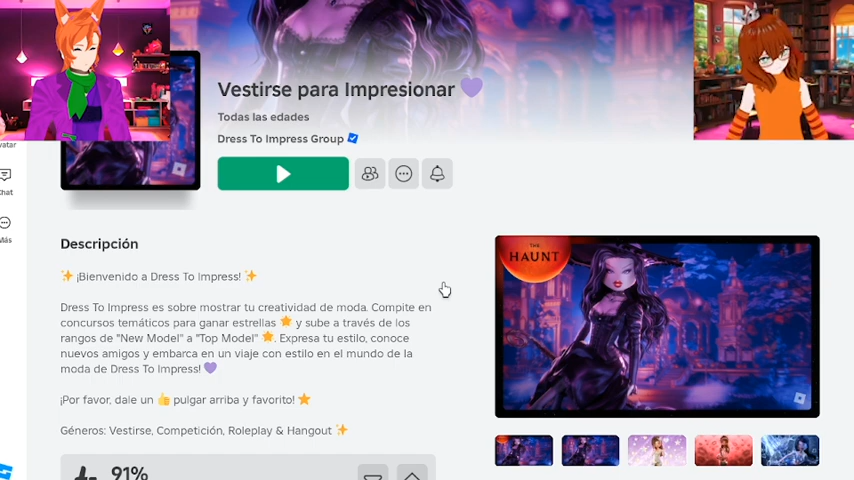 Vestirse para Impresionar 💜
Todas las edades
Dress To Impress Group
Chat
Más
Descripción
✨ ¡Bienvenido a Dress To Impress! ✨
Dress To Impress es sobre mostrar tu creatividad de moda. Compite en
concursos temáticos para ganar estrellas ⭐ y sube a través de los
rangos de "New Model" a "Top Model" ⭐. Expresa tu estilo, conoce
nuevos amigos y embarca en un viaje con estilo en el mundo de la
moda de Dress To Impress! 💜
¡Por favor, dale un 👍 pulgar arriba y favorito! ⭐
Géneros: Vestirse, Competición, Roleplay & Hangout ✨
91%
THE
HAUNT